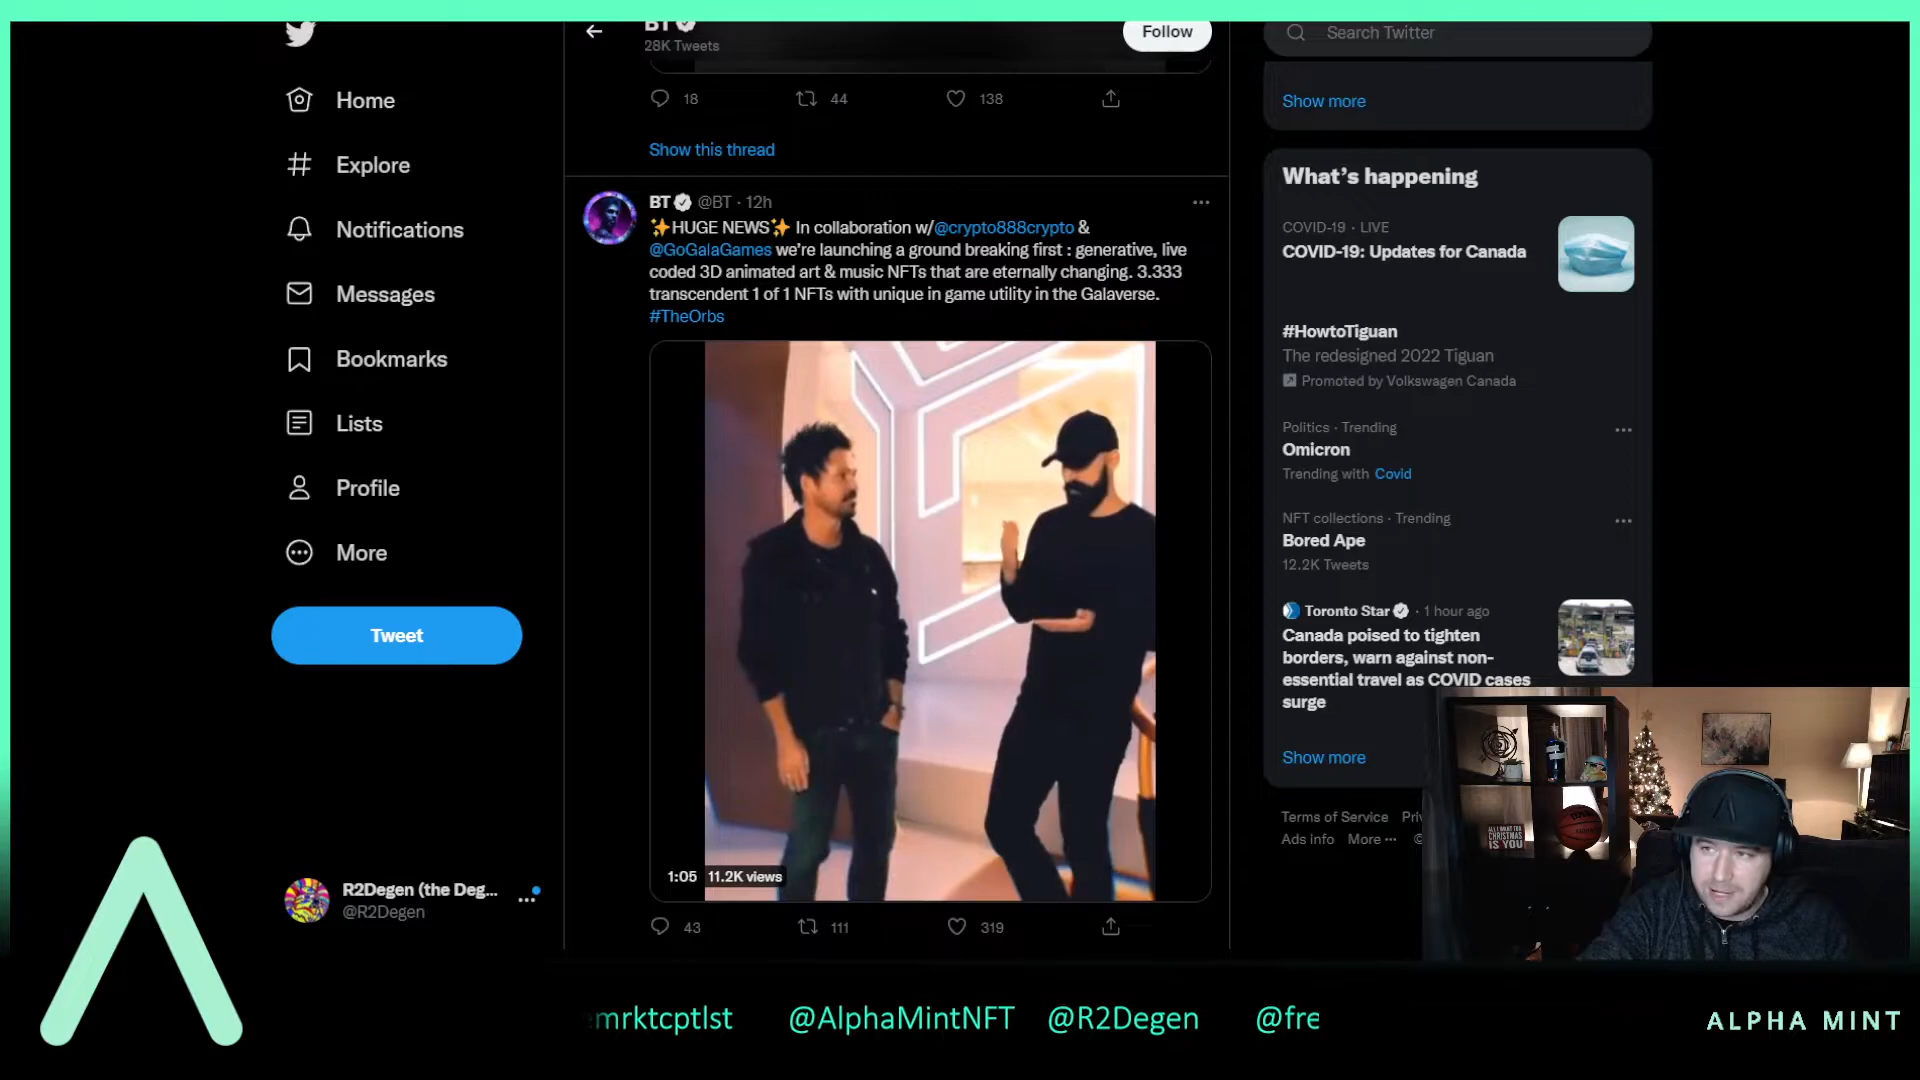 Home
Explore
Notifications
Messages
Bookmarks
Lists
Profile
More
Tweet
R2Degen (the Deg...
@R2Degen
BT
28K Tweets
Follow
18 44 138
Show this thread
BT @BT · 12h
✨HUGE NEWS✨ In collaboration w/@crypto888crypto &
@GoGalaGames we're launching a ground breaking first : generative, live
coded 3D animated art & music NFTs that are eternally changing. 3.333
transcendent 1 of 1 NFTs with unique in game utility in the Galaverse.
#TheOrbs
1:05 11.2K views
43 111 319
Search Twitter
Show more
What's happening
COVID-19 · LIVE
COVID-19: Updates for Canada
#HowtoTiguan
The redesigned 2022 Tiguan
Promoted by Volkswagen Canada
Politics · Trending
Omicron
Trending with Covid
NFT collections · Trending
Bored Ape
12.2K Tweets
Toronto Star · 1 hour ago
Canada poised to tighten
borders, warn against non-
essential travel as COVID cases
surge
Show more
Terms of Service Priv
Ads info More ··· ©
ALL I WANT FOR
CHRISTMAS
IS YOU
mrktcptlst @AlphaMintNFT @R2Degen @fre
ALPHA MINT